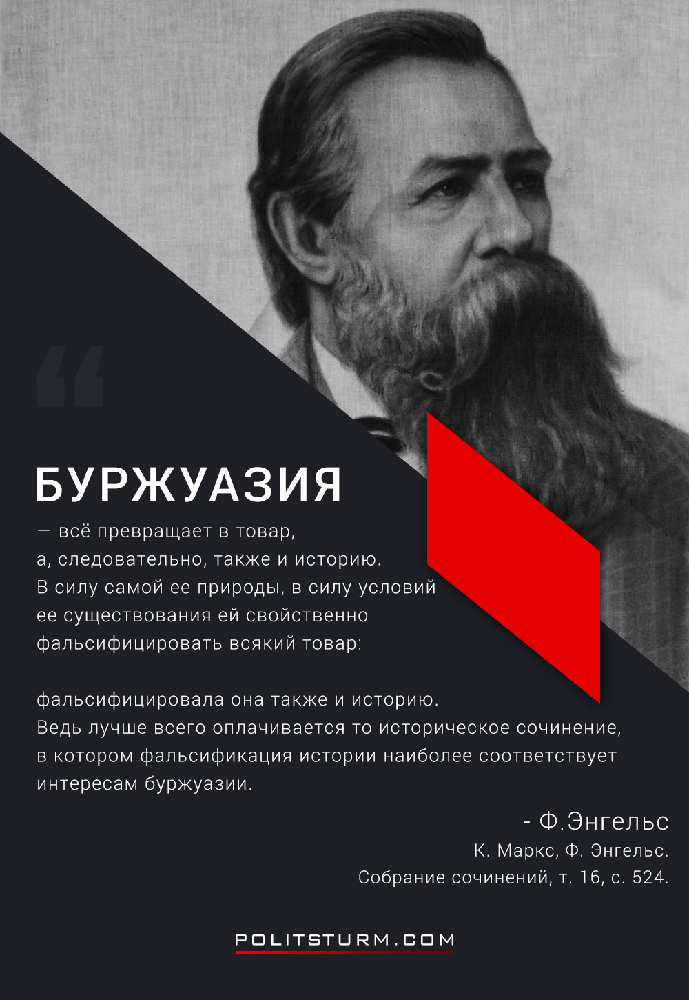 “
БУРЖУАЗИЯ
— всё превращает в товар,
а, следовательно, также и историю.
В силу самой ее природы, в силу условий
ее существования ей свойственно
фальсифицировать всякий товар:
фальсифицировала она также и историю.
Ведь лучше всего оплачивается то историческое сочинение,
в котором фальсификация истории наиболее соответствует
интересам буржуазии.
- Ф.Энгельс
К. Маркс, Ф. Энгельс.
Собрание сочинений, т. 16, с. 524.
POLITSTURM.COM